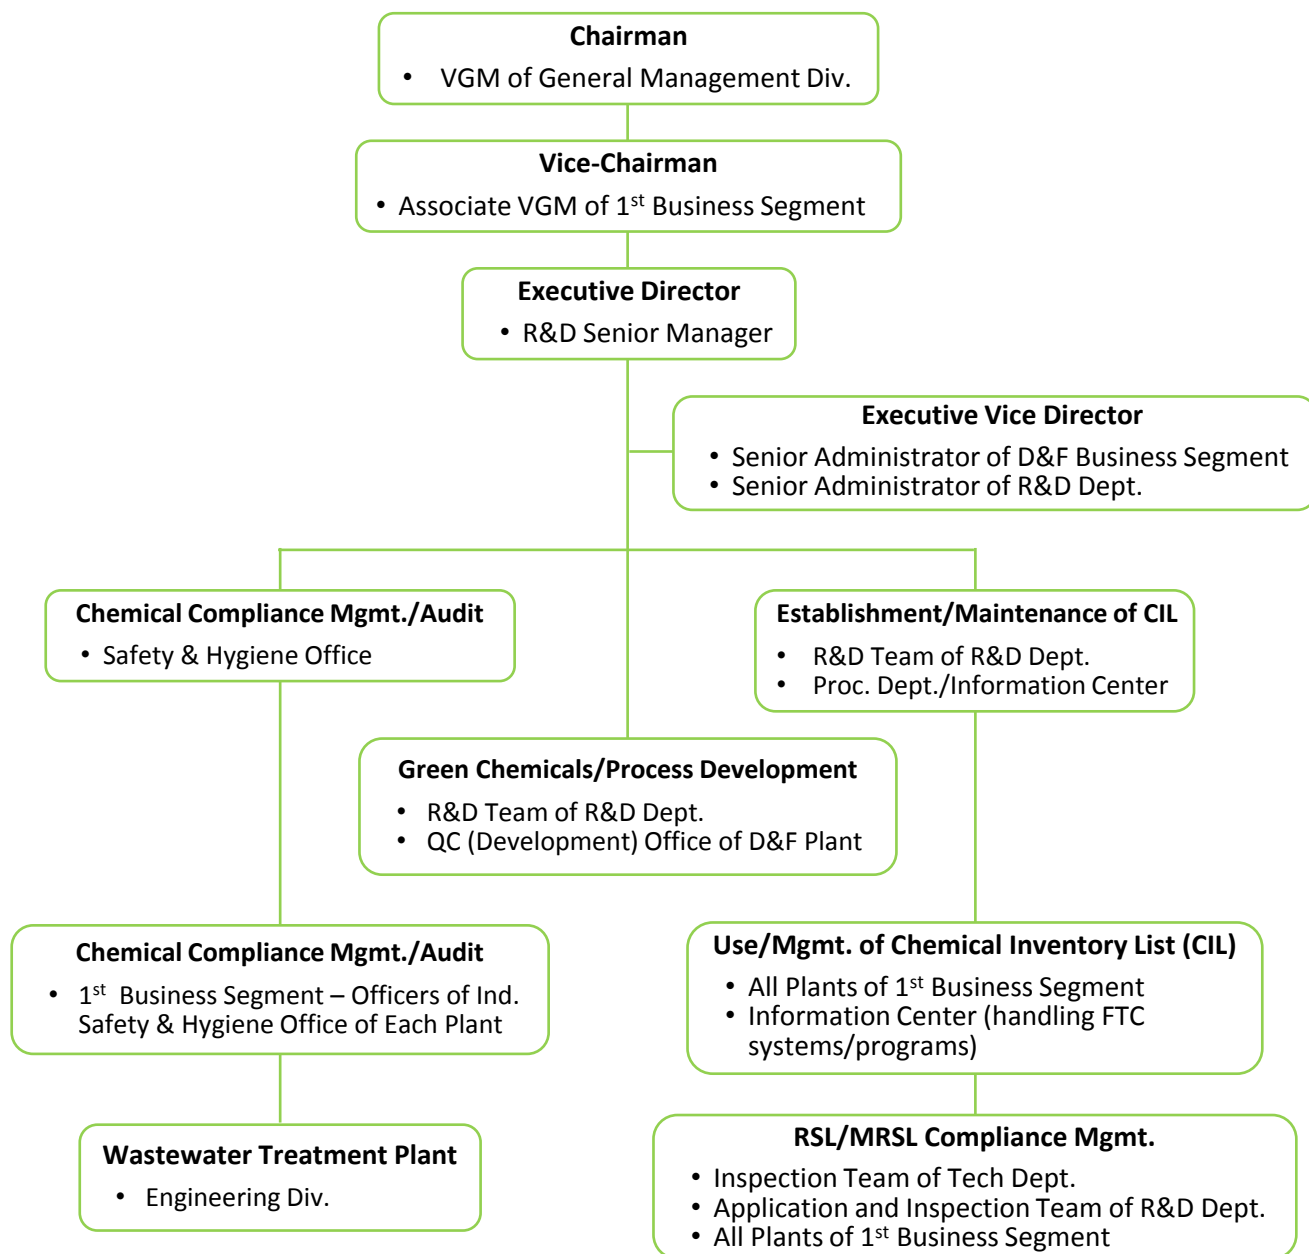 Chairman
• VGM of General Management Div.
Vice-Chairman
• Associate VGM of 1st Business Segment
Executive Director
• R&D Senior Manager
Executive Vice Director
• Senior Administrator of D&F Business Segment
• Senior Administrator of R&D Dept.
Chemical Compliance Mgmt./Audit
• Safety & Hygiene Office
Establishment/Maintenance of CIL
• R&D Team of R&D Dept.
• Proc. Dept./Information Center
Green Chemicals/Process Development
• R&D Team of R&D Dept.
• QC (Development) Office of D&F Plant
Chemical Compliance Mgmt./Audit
• 1st Business Segment – Officers of Ind.
Safety & Hygiene Office of Each Plant
Use/Mgmt. of Chemical Inventory List (CIL)
• All Plants of 1st Business Segment
• Information Center (handling FTC
systems/programs)
Wastewater Treatment Plant
• Engineering Div.
RSL/MRSL Compliance Mgmt.
• Inspection Team of Tech Dept.
• Application and Inspection Team of R&D Dept.
• All Plants of 1st Business Segment